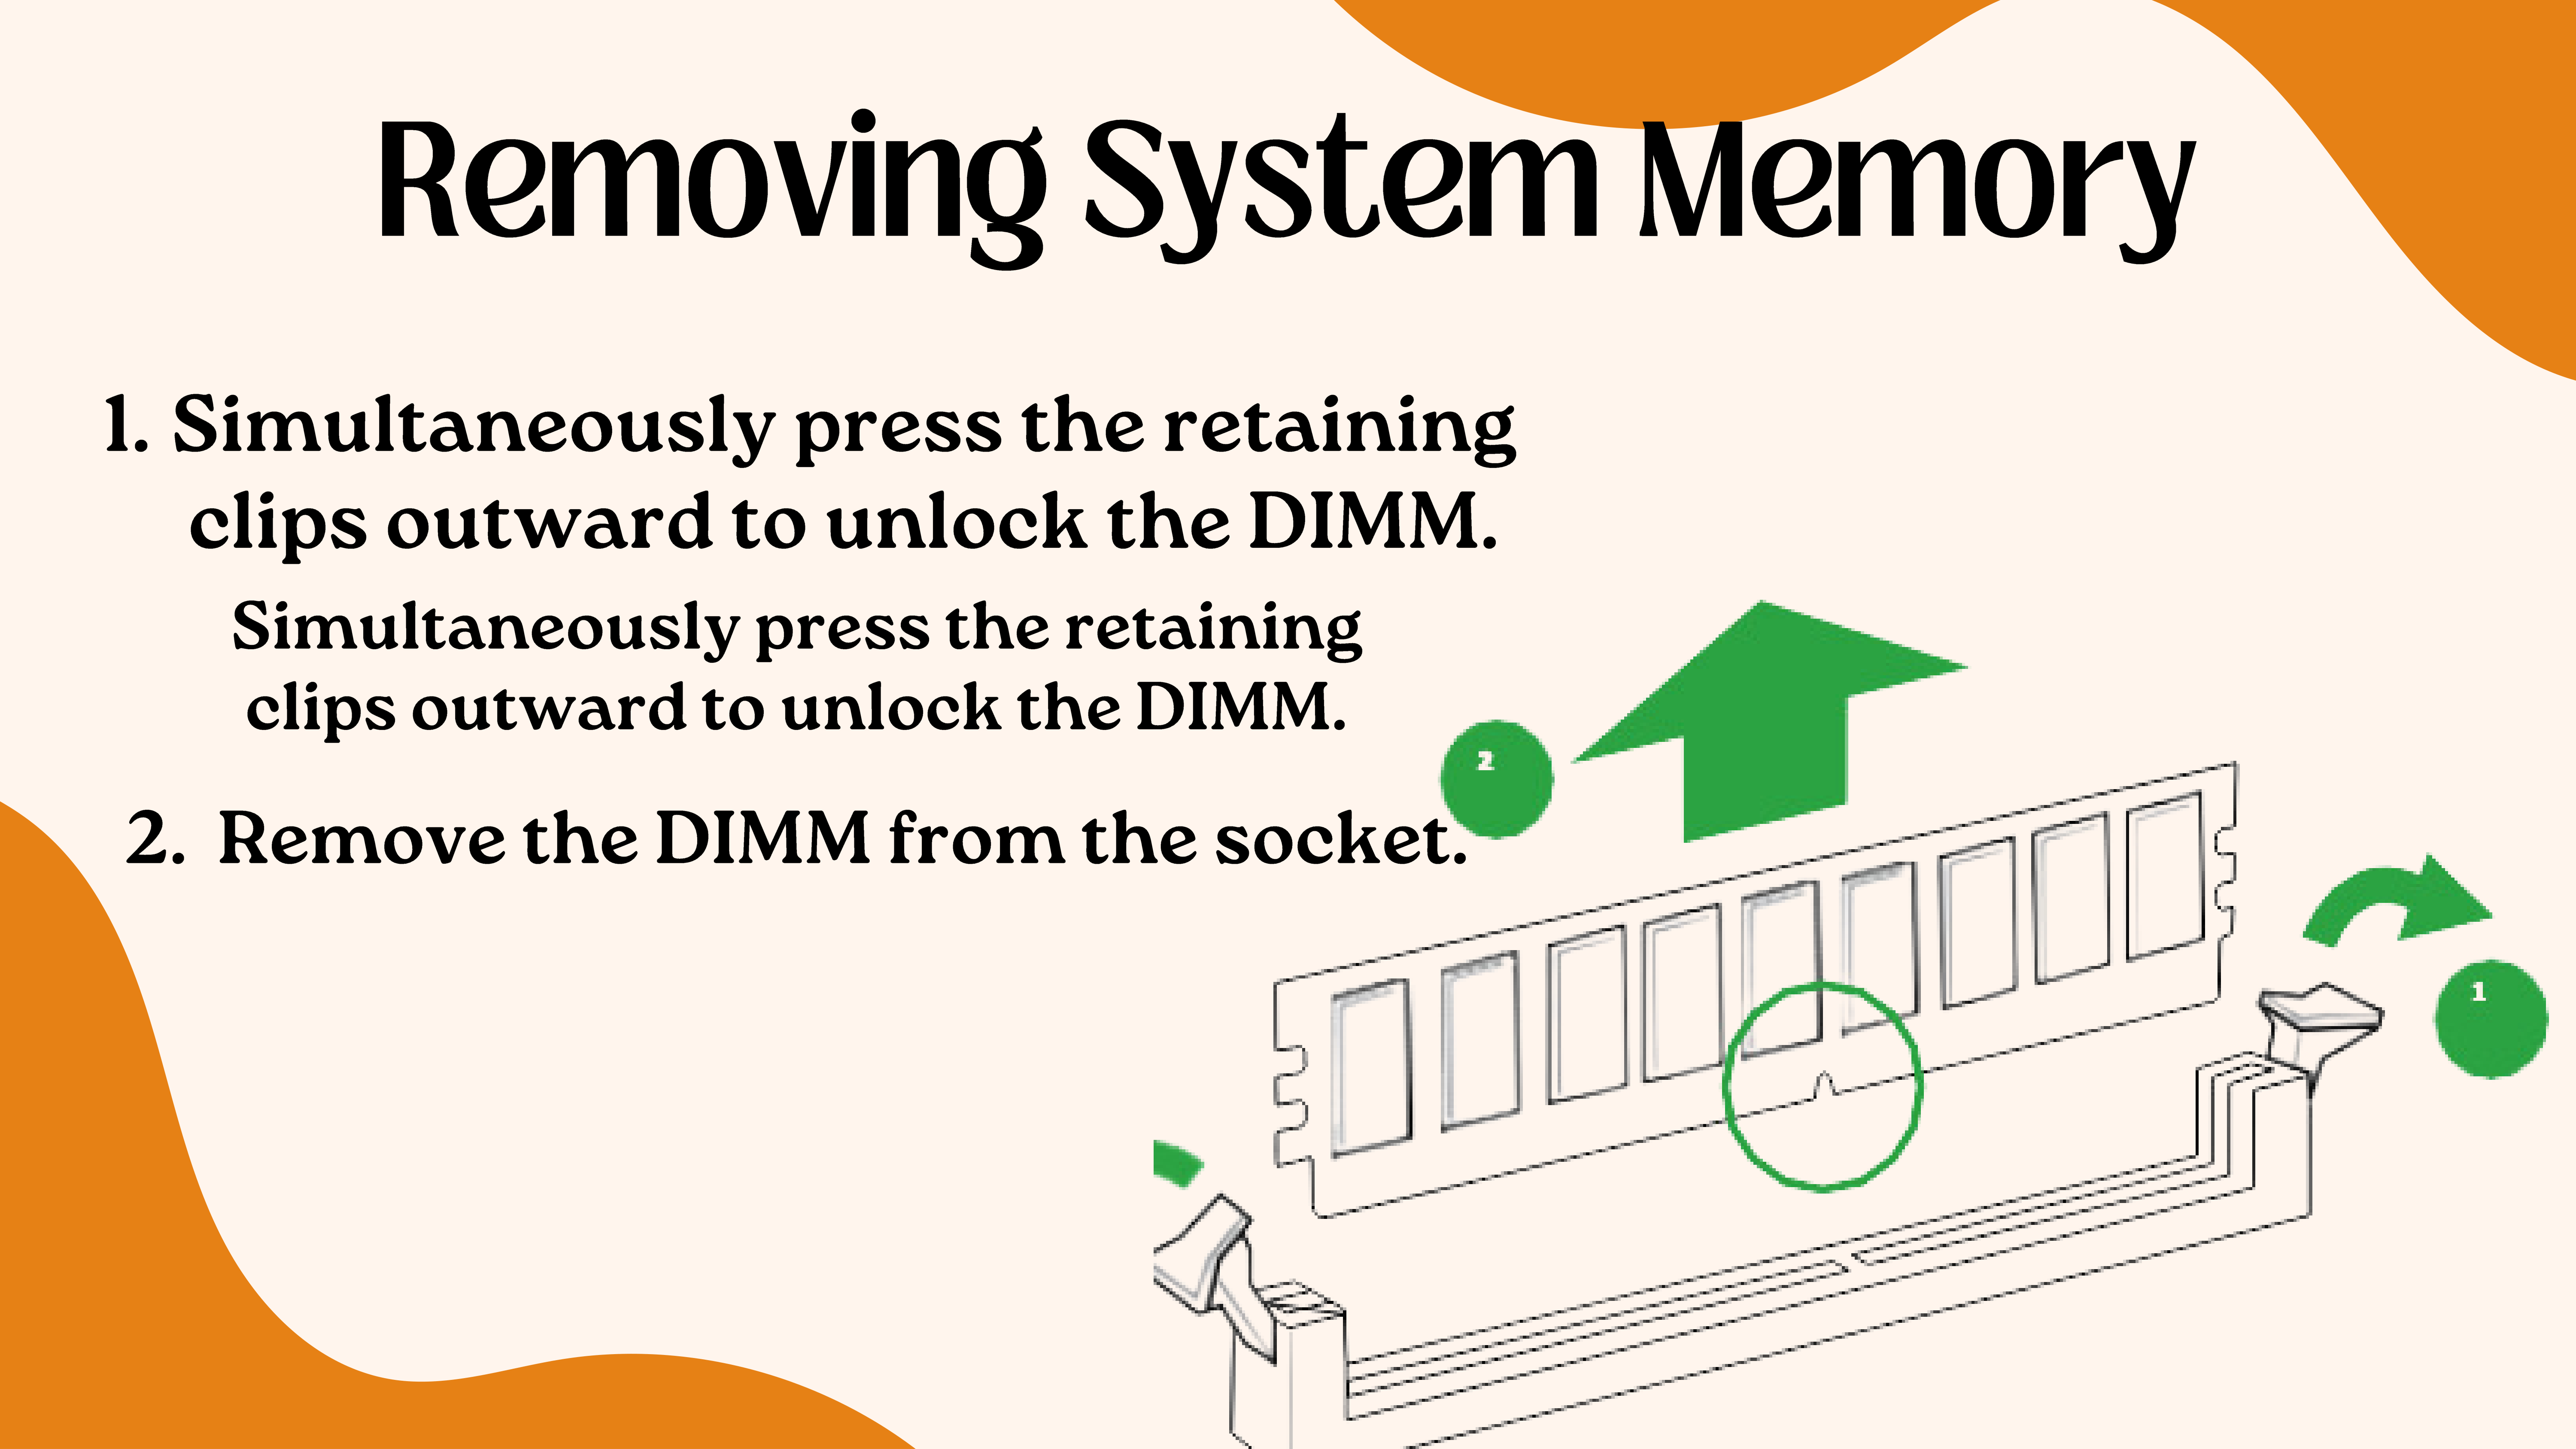 Removing System Memory
1. Simultaneously press the retaining
clips outward to unlock the DIMM.
Simultaneously press the retaining
clips outward to unlock the DIMM.
2
2. Remove the DIMM from the socket.
1